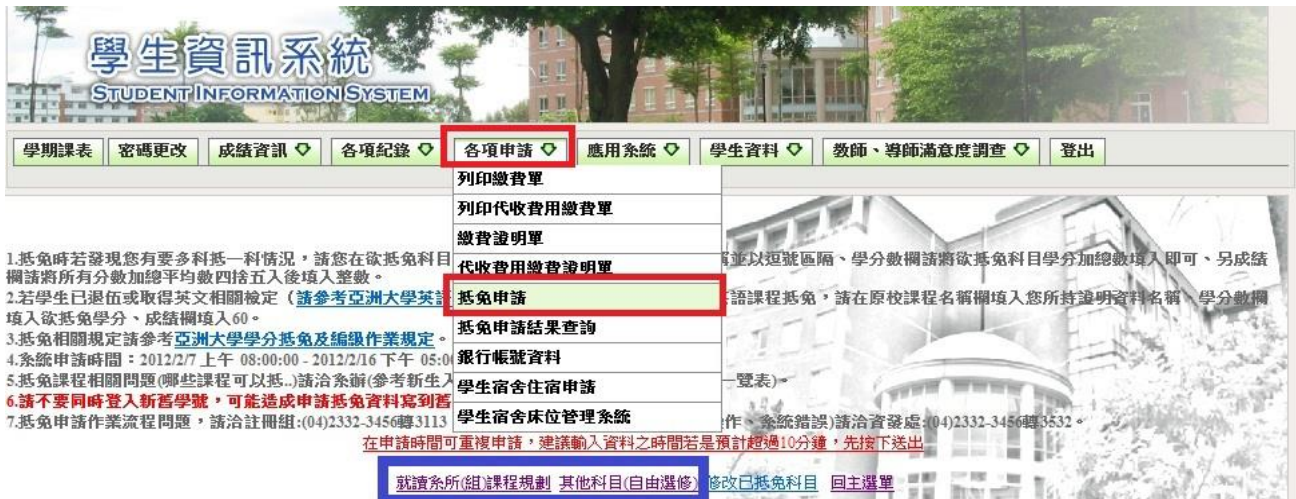 學生資訊系統
STUDENT INFORMATION SYSTEM
學期課表 密碼更改 成績資訊 各項紀錄 各項申請 應用系統 學生資料 教師、導師滿意度調查 登出
列印繳費單
列印代收費用繳費單
繳費證明單
代收費用繳費證明單
抵免申請
抵免申請結果查詢
銀行帳號資料
學生宿舍住宿申請
學生宿舍床位管理系統
1.抵免時若發現您有要多科抵一科情況,請您在欲抵免科目 並以逗號區隔、學分數欄請將欲抵免科目學分加總數填入即可、另成績
欄請將所有分數加總平均數四捨五入後填入整數。
2.若學生已退伍或取得英文相關檢定(請參考亞洲大學英語 語課程抵免,請在原校課程名稱欄填入您所持證明資料名稱、學分數欄
填入欲抵免學分、成績欄填入60。
3.抵免相關規定請參考亞洲大學學分抵免及編級作業規定。
4.系統申請時間:2012/2/7 上午 08:00:00 - 2012/2/16 下午 05:0
5.抵免課程相關問題(哪些課程可以抵..)請洽系辦(參考新生入 一覽表)。
6.請不要同時登入新舊學號,可能造成申請抵免資料寫到舊
7.抵免申請作業流程問題,請洽註冊組:(04)2332-3456轉3113 作、系統錯誤)請洽資發處:(04)2332-3456轉3532。
在申請時間可重複申請,建議輸入資料之時間若是預計超過10分鐘,先按下送出
就讀系所(組)課程規劃 其他科目(自由選修) 修改已抵免科目 回主選單